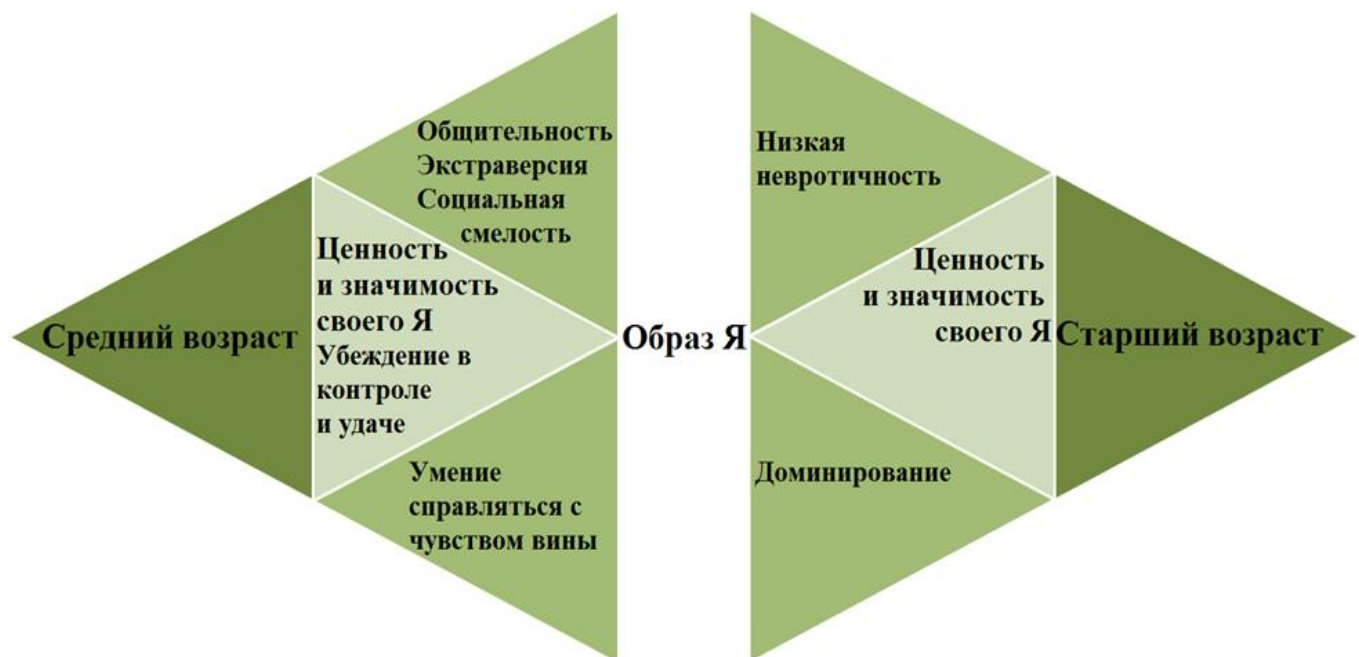 Общительность
Экстраверсия
Социальная
смелость
Ценность
и значимость
своего Я
Убеждение в
контроле
и удаче
Средний возраст
Умение
справляться с
чувством вины
Образ Я
Низкая
невротичность
Ценность
и значимость
своего Я
Старший возраст
Доминирование